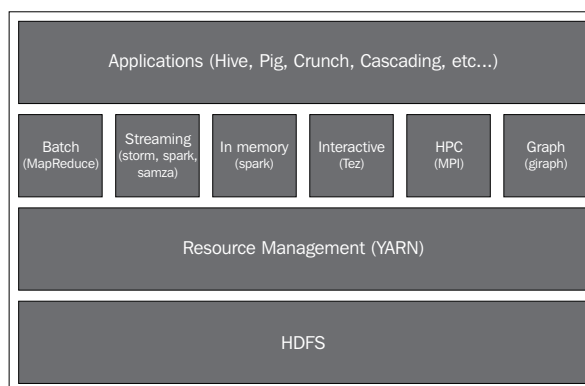 Applications (Hive, Pig, Crunch, Cascading, etc...)
Batch
(MapReduce)
Streaming
(storm, spark,
samza)
In memory
(spark)
Interactive
(Tez)
HPC
(MPI)
Graph
(giraph)
Resource Management (YARN)
HDFS